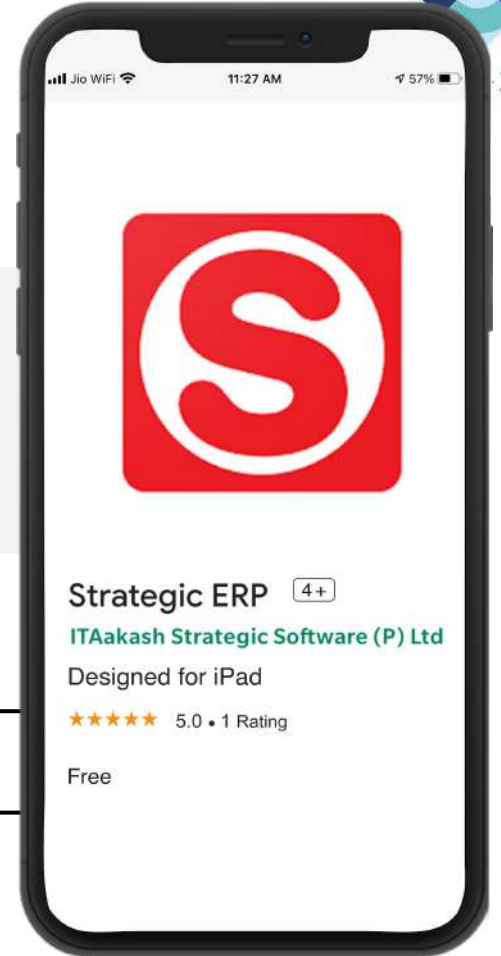 Jio WiFi 11:27 AM 57%
S
Strategic ERP 4+
ITAakash Strategic Software (P) Ltd
Designed for iPad
★★★★★ 5.0 • 1 Rating
Free